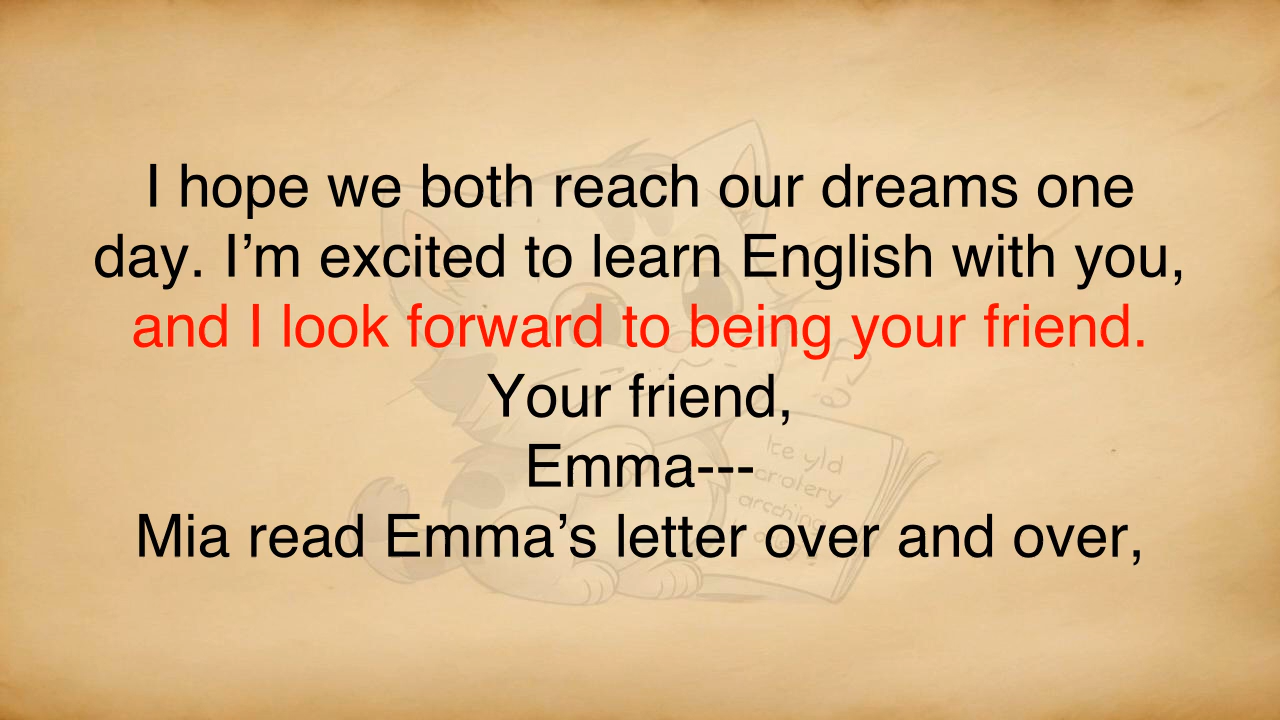 I hope we both reach our dreams one
day. I’m excited to learn English with you,
and I look forward to being your friend.
Your friend,
Emma---
Mia read Emma’s letter over and over,